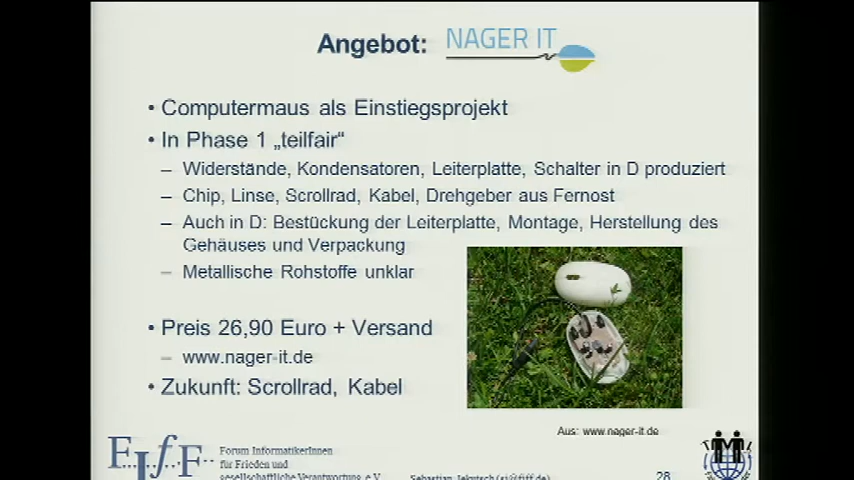 Angebot: NAGER IT
• Computermaus als Einstiegsprojekt
• In Phase 1 „teilfair“
– Widerstände, Kondensatoren, Leiterplatte, Schalter in D produziert
– Chip, Linse, Scrollrad, Kabel, Drehgeber aus Fernost
– Auch in D: Bestückung der Leiterplatte, Montage, Herstellung des
Gehäuses und Verpackung
– Metallische Rohstoffe unklar
• Preis 26,90 Euro + Versand
– www.nager-it.de
• Zukunft: Scrollrad, Kabel
Aus: www.nager-it.de
FIfF
Forum InformatikerInnen
für Frieden und
gesellschaftliche Verantwortung e.V.
Sebastian Jekutsch (sj@fiff.de)
28